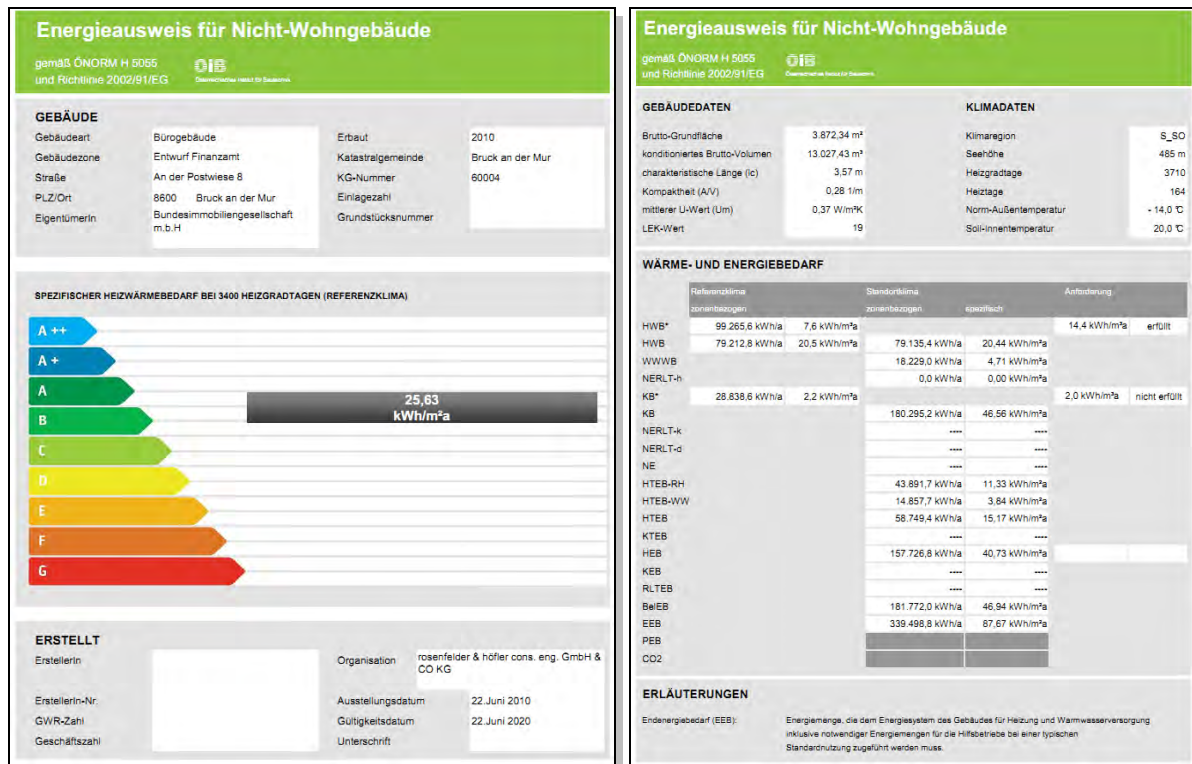 Energieausweis für Nicht-Wohngebäude
gemäß ÖNORM H 5055
und Richtlinie 2002/91/EG
OIB
GEBÄUDE
Gebäudeart Bürogebäude Erbaut 2010
Gebäudezone Entwurf Finanzamt Katastralgemeinde Bruck an der Mur
Straße An der Postwiese 8 KG-Nummer 60004
PLZ/Ort 8600 Bruck an der Mur Einlagezahl
EigentümerIn Bundesimmobiliengesellschaft m.b.H Grundstücksnummer
SPEZIFISCHER HEIZWÄRMEBEDARF BEI 3400 HEIZGRADTAGEN (REFERENZKLIMA)
A ++
A +
A
25,63
kWh/m²a
B
C
D
E
F
G
ERSTELLT
ErstellerIn Organisation rosenfelder & höfler cons. eng. GmbH &
CO KG
ErstellerIn-Nr. Ausstellungsdatum 22.Juni 2010
GWR-Zahl Gültigkeitsdatum 22.Juni 2020
Geschäftszahl Unterschrift
Energieausweis für Nicht-Wohngebäude
gemäß ÖNORM H 5055
und Richtlinie 2002/91/EG
OIB
GEBÄUDEDATEN KLIMADATEN
Brutto-Grundfläche 3.872,34 m² Klimaregion S_SO
konditioniertes Brutto-Volumen 13.027,43 m³ Seehöhe 485 m
charakteristische Länge (lc) 3,57 m Heizgradtage 3710
Kompaktheit (A/V) 0,28 1/m Heiztage 164
mittlerer U-Wert (Um) 0,37 W/m²K Norm-Außentemperatur - 14,0 °C
LEK-Wert 19 Soll-Innentemperatur 20,0 °C
WÄRME- UND ENERGIEBEDARF
Referenzklima Standortklima Anforderung
zonenbezogen zonenbezogen spezifisch
HWB* 99.265,6 kWh/a 7,6 kWh/m³a 14,4 kWh/m³a erfüllt
HWB 79.212,8 kWh/a 20,5 kWh/m²a 79.135,4 kWh/a 20,44 kWh/m²a
WWWB 18.229,0 kWh/a 4,71 kWh/m²a
NERLT-h 0,0 kWh/a 0,00 kWh/m²a
KB* 28.838,6 kWh/a 2,2 kWh/m³a 2,0 kWh/m³a nicht erfüllt
KB 180.295,2 kWh/a 46,56 kWh/m²a
NERLT-k ---- ----
NERLT-d ---- ----
NE ---- ----
HTEB-RH 43.891,7 kWh/a 11,33 kWh/m²a
HTEB-WW 14.857,7 kWh/a 3,84 kWh/m²a
HTEB 58.749,4 kWh/a 15,17 kWh/m²a
KTEB ---- ----
HEB 157.726,8 kWh/a 40,73 kWh/m²a
KEB ---- ----
RLTEB ---- ----
BelEB 181.772,0 kWh/a 46,94 kWh/m²a
EEB 339.498,8 kWh/a 87,67 kWh/m²a
PEB
CO2
ERLÄUTERUNGEN
Endenergiebedarf (EEB): Energiemenge, die dem Energiesystem des Gebäudes für Heizung und Warmwasserversorgung
inklusive notwendiger Energiemengen für die Hilfsbetriebe bei einer typischen
Standardnutzung zugeführt werden muss.